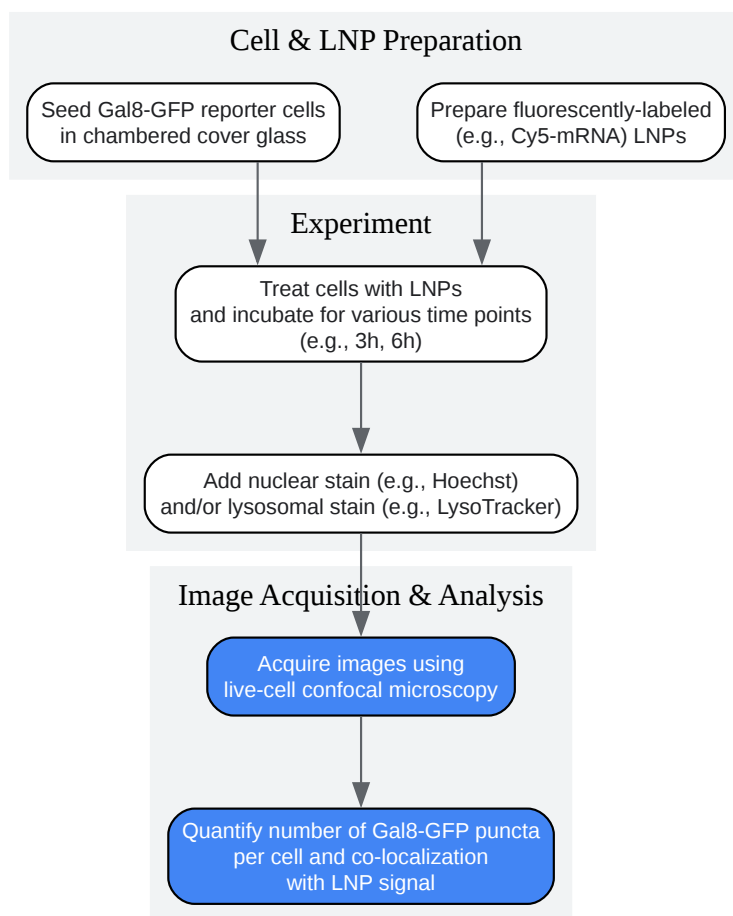 Cell & LNP Preparation
Seed Gal8-GFP reporter cells
in chambered cover glass
Prepare fluorescently-labeled
(e.g., Cy5-mRNA) LNPs
Experiment
Treat cells with LNPs
and incubate for various time points
(e.g., 3h, 6h)
Add nuclear stain (e.g., Hoechst)
and/or lysosomal stain (e.g., LysoTracker)
Image Acquisition & Analysis
Acquire images using
live-cell confocal microscopy
Quantify number of Gal8-GFP puncta
per cell and co-localization
with LNP signal